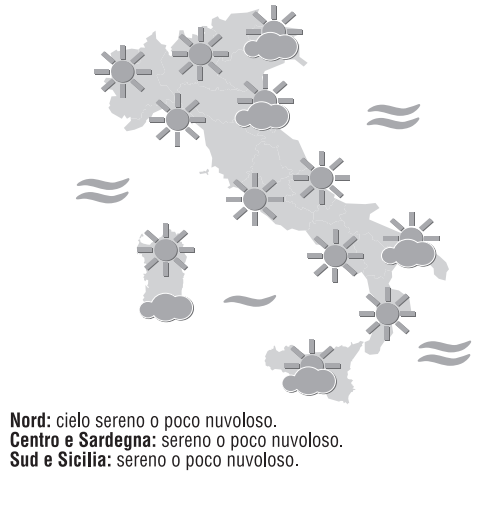 Nord: cielo sereno o poco nuvoloso.
Centro e Sardegna: sereno o poco nuvoloso.
Sud e Sicilia: sereno o poco nuvoloso.